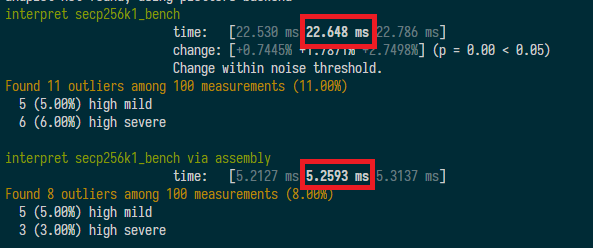 interpret secp256k1_bench
time: [22.530 ms 22.648 ms 22.786 ms]
change: [+0.7445% +1.7871% +2.7498%] (p = 0.00 < 0.05)
Change within noise threshold.
Found 11 outliers among 100 measurements (11.00%)
5 (5.00%) high mild
6 (6.00%) high severe
interpret secp256k1_bench via assembly
time: [5.2127 ms 5.2593 ms 5.3137 ms]
Found 8 outliers among 100 measurements (8.00%)
5 (5.00%) high mild
3 (3.00%) high severe